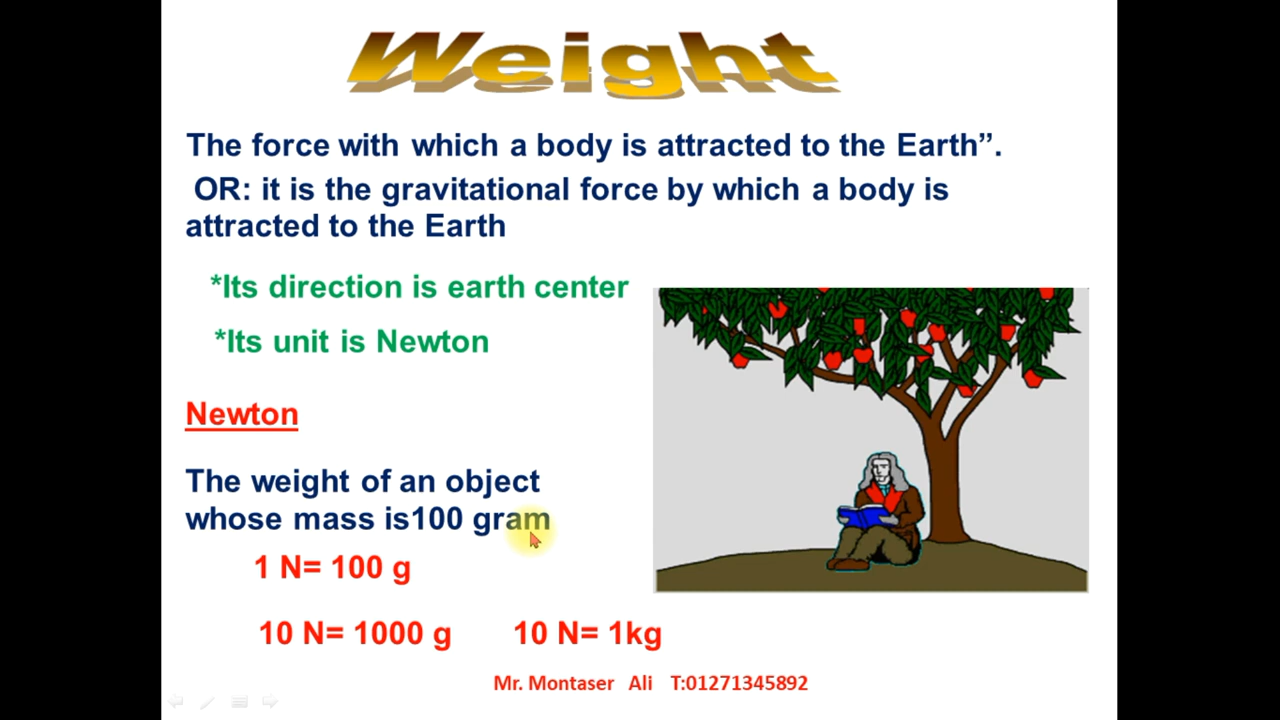 Weight
The force with which a body is attracted to the Earth”.
OR: it is the gravitational force by which a body is
attracted to the Earth
*Its direction is earth center
*Its unit is Newton
Newton
The weight of an object
whose mass is100 gram
1 N= 100 g
10 N= 1000 g 10 N= 1kg
Mr. Montaser Ali T:01271345892